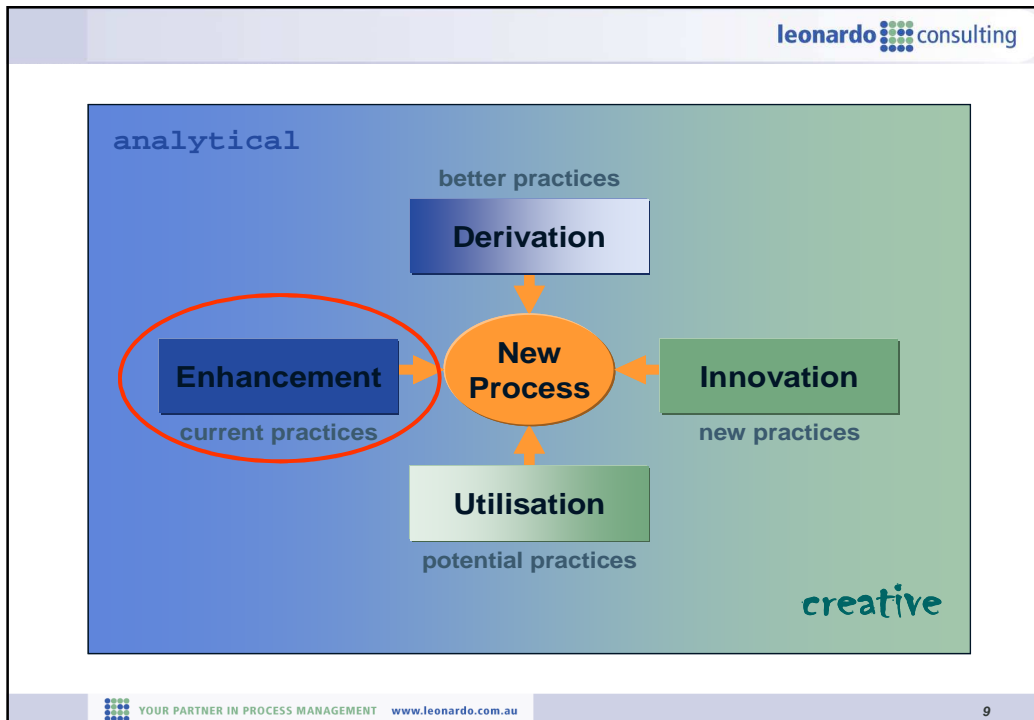 leonardo consulting
analytical
better practices
Derivation
Enhancement
current practices
New
Process
Innovation
new practices
Utilisation
potential practices
creative
YOUR PARTNER IN PROCESS MANAGEMENT www.leonardo.com.au
9